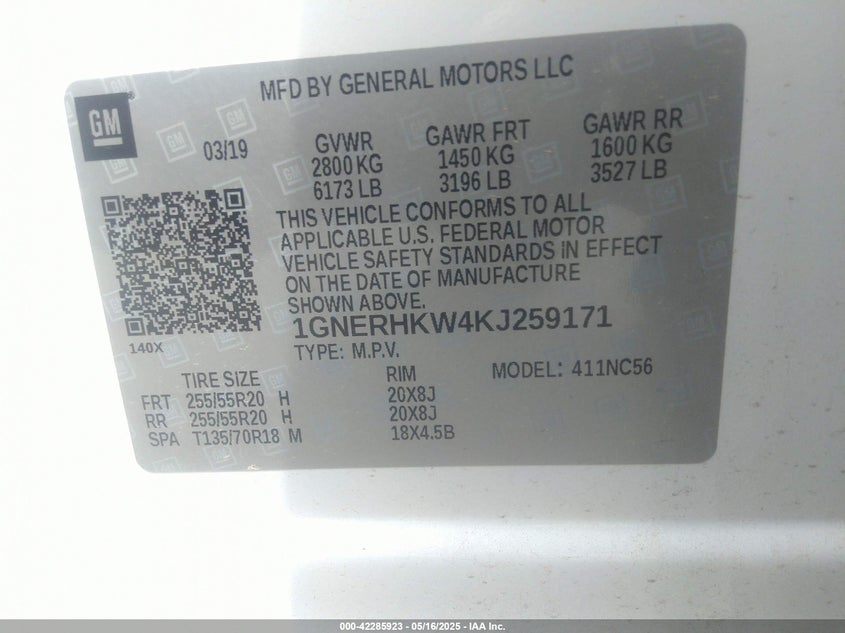 MFD BY GENERAL MOTORS LLC
GM
03/19
GVWR GAWR FRT GAWR RR
2800 KG 1450 KG 1600 KG
6173 LB 3196 LB 3527 LB
THIS VEHICLE CONFORMS TO ALL
APPLICABLE U.S. FEDERAL MOTOR
VEHICLE SAFETY STANDARDS IN EFFECT
ON THE DATE OF MANUFACTURE
SHOWN ABOVE.
1GNERHKW4KJ259171
140X
TYPE: M.P.V.
TIRE SIZE RIM MODEL: 411NC56
FRT 255/55R20 H 20X8J
RR 255/55R20 H 20X8J
SPA T135/70R18 M 18X4.5B
000-42285923 - 05/16/2025 - IAA Inc.